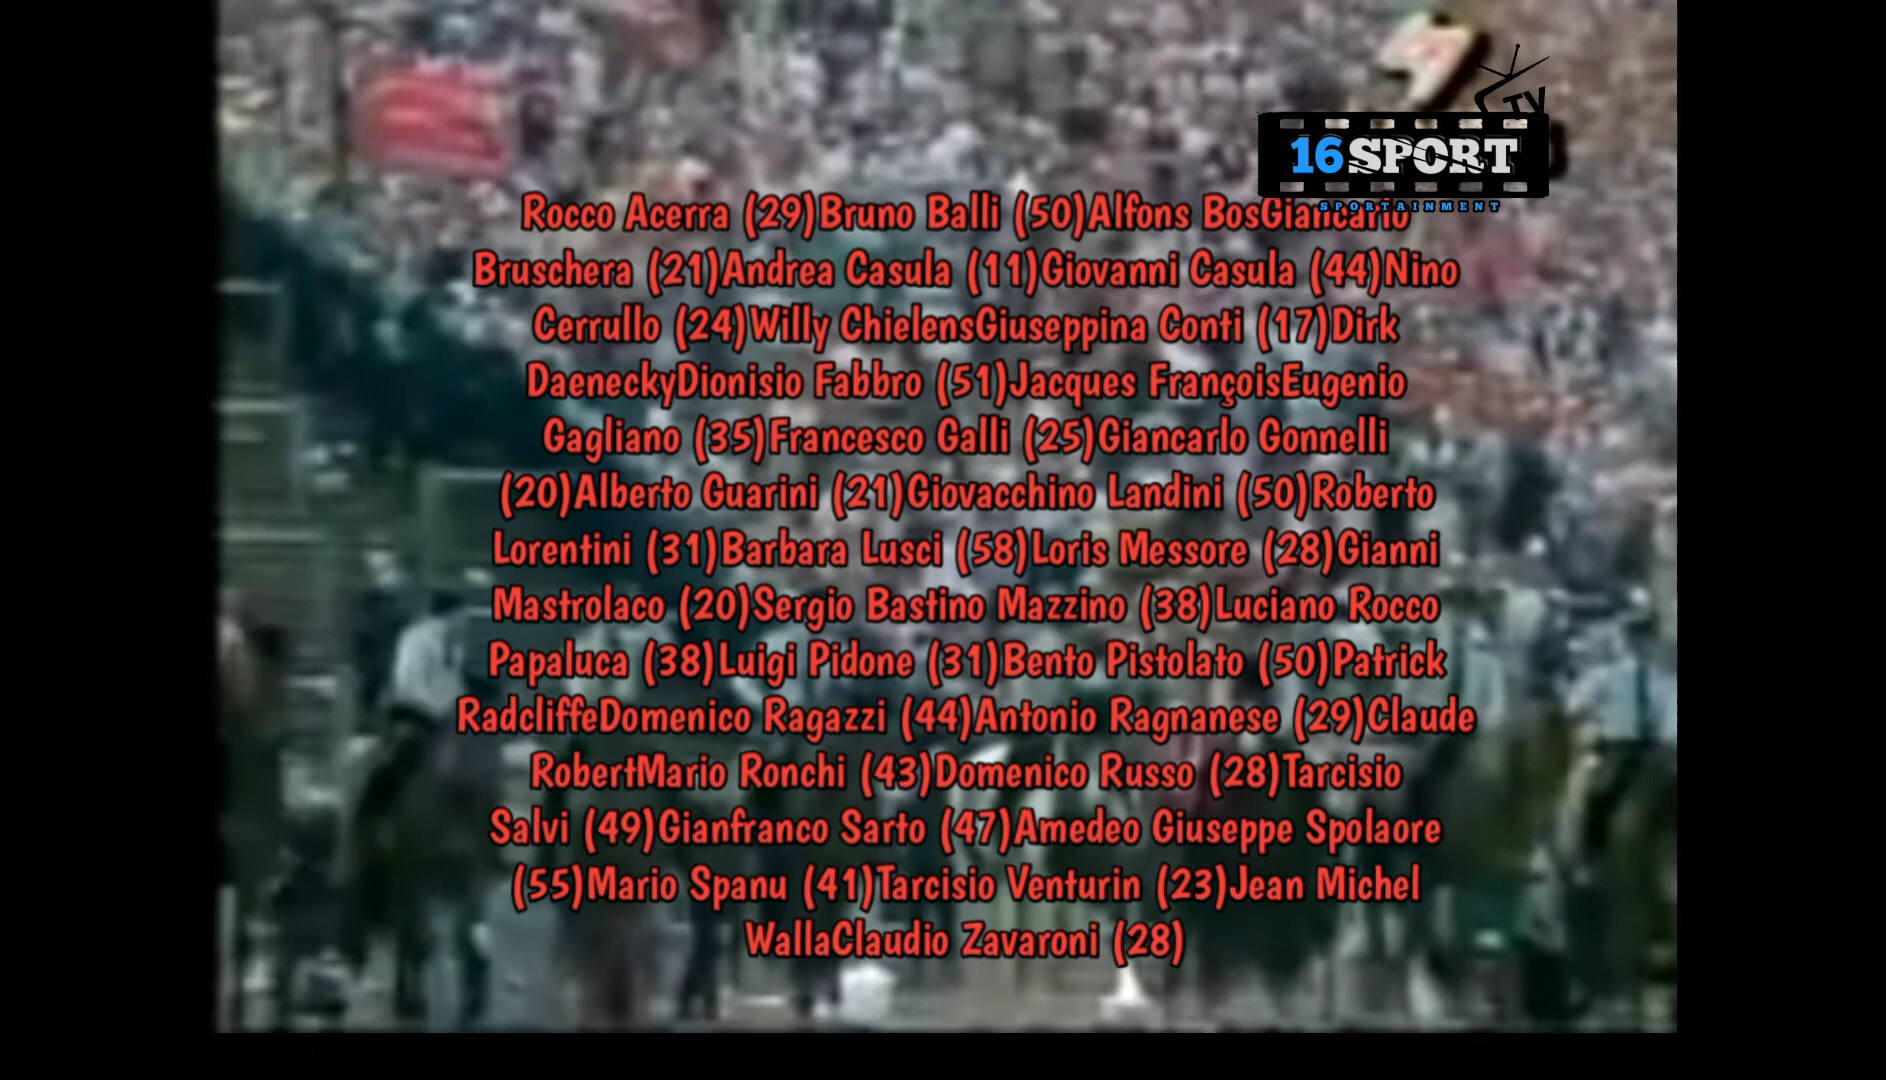 TV
16SPORT
SPORTAINMENT
Rocco Acerra (29)Bruno Balli (50)Alfons BosGiancarlo
Bruschera (21)Andrea Casula (11)Giovanni Casula (44)Nino
Cerrullo (24)Willy ChielensGiuseppina Conti (17)Dirk
DaeneckyDionisio Fabbro (51)Jacques FrançoisEugenio
Gagliano (35)Francesco Galli (25)Giancarlo Gonnelli
(20)Alberto Guarini (21)Giovacchino Landini (50)Roberto
Lorentini (31)Barbara Lusci (58)Loris Messore (28)Gianni
Mastrolaco (20)Sergio Bastino Mazzino (38)Luciano Rocco
Papaluca (38)Luigi Pidone (31)Bento Pistolato (50)Patrick
RadcliffeDomenico Ragazzi (44)Antonio Ragnanese (29)Claude
RobertMario Ronchi (43)Domenico Russo (28)Tarcisio
Salvi (49)Gianfranco Sarto (47)Amedeo Giuseppe Spolaore
(55)Mario Spanu (41)Tarcisio Venturin (23)Jean Michel
WallaClaudio Zavaroni (28)